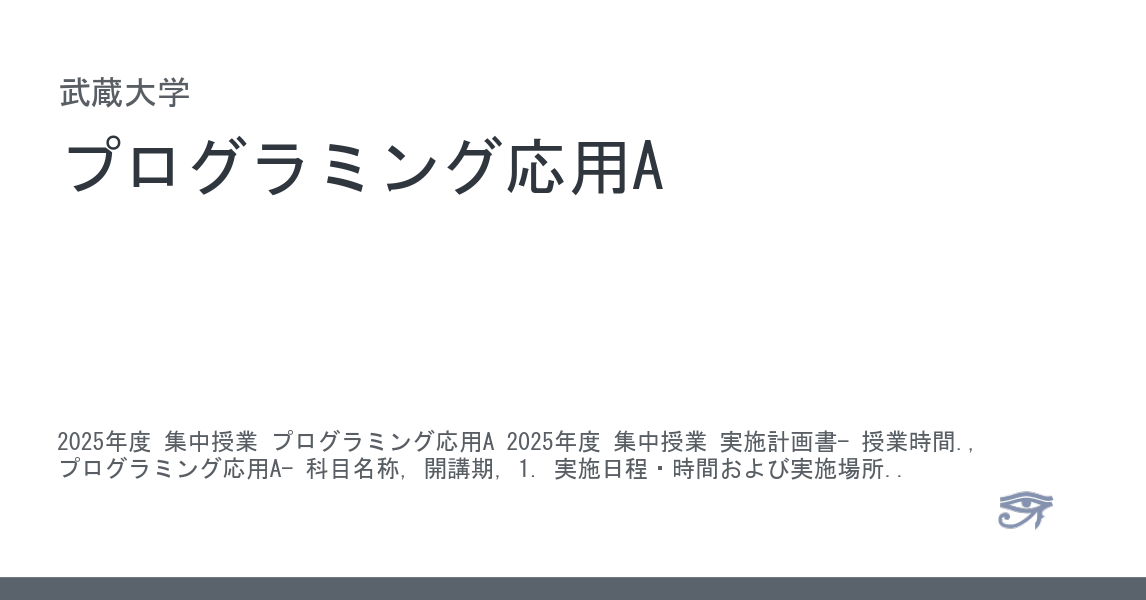 武蔵大学
プログラミング応用A
2025年度 集中授業 プログラミング応用A 2025年度 集中授業 実施計画書- 授業時間.,
プログラミング応用A- 科目名称, 開講期, 1. 実施日程・時間および実施場所..